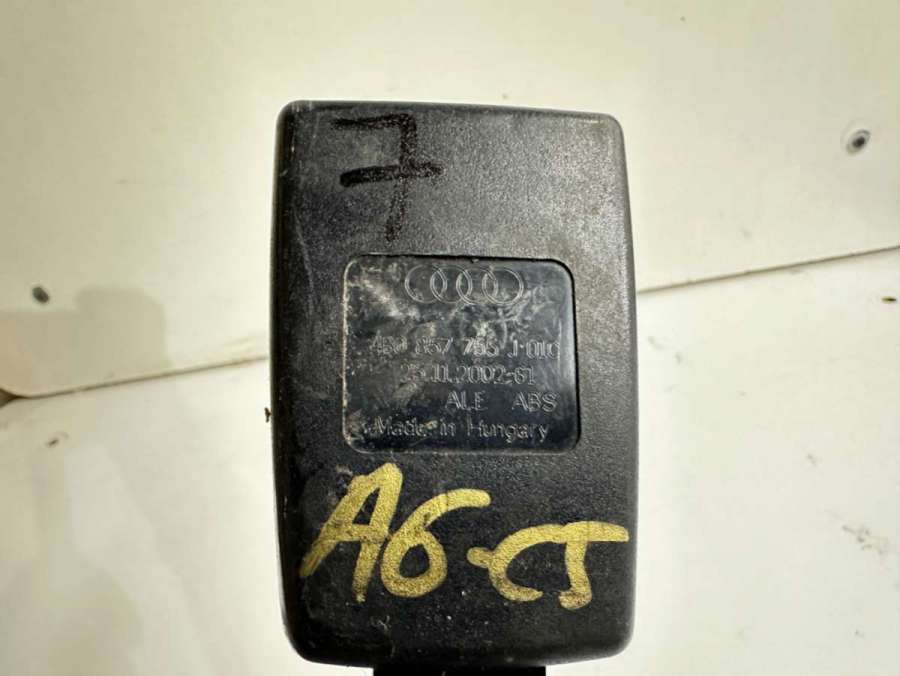 7
4B0 857 755 J 01C
25.11.2002-61
ALE ABS
Made in Hungary
A6-C5